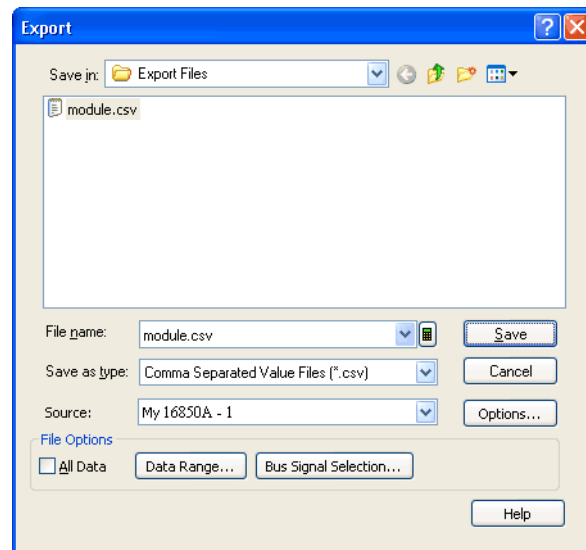 Export
Save in: Export Files
module.csv
File name: module.csv Save
Save as type: Comma Separated Value Files (*.csv) Cancel
Source: My 16850A - 1 Options...
File Options
All Data Data Range... Bus Signal Selection...
Help